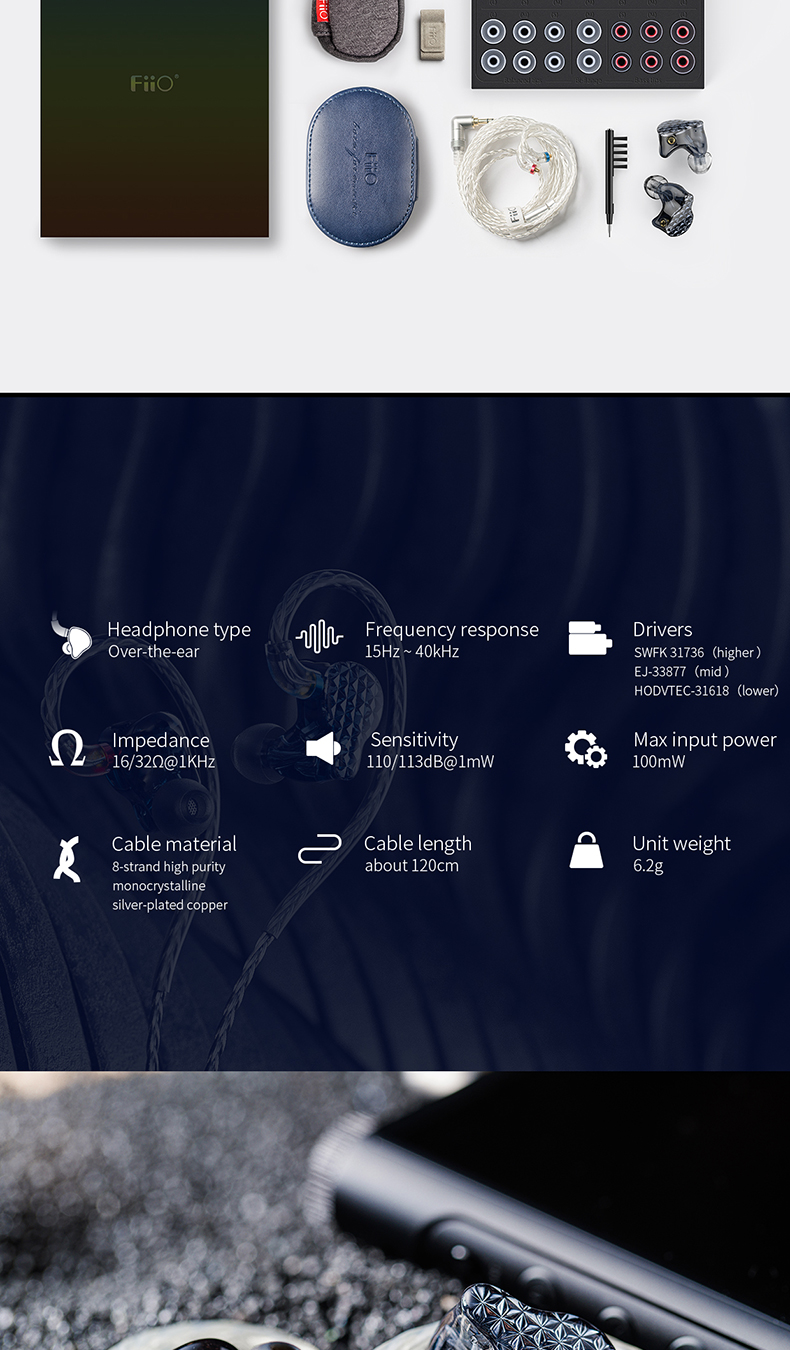 FiiO
FiiO
FiiO
FiiO
Headphone type
Over-the-ear
Frequency response
15Hz ~ 40kHz
Drivers
SWFK 31736（higher）
EJ-33877（mid）
HODVTEC-31618（lower）
Impedance
16/32Ω@1KHz
Sensitivity
110/113dB@1mW
Max input power
100mW
Cable material
8-strand high purity
monocrystalline
silver-plated copper
Cable length
about 120cm
Unit weight
6.2g